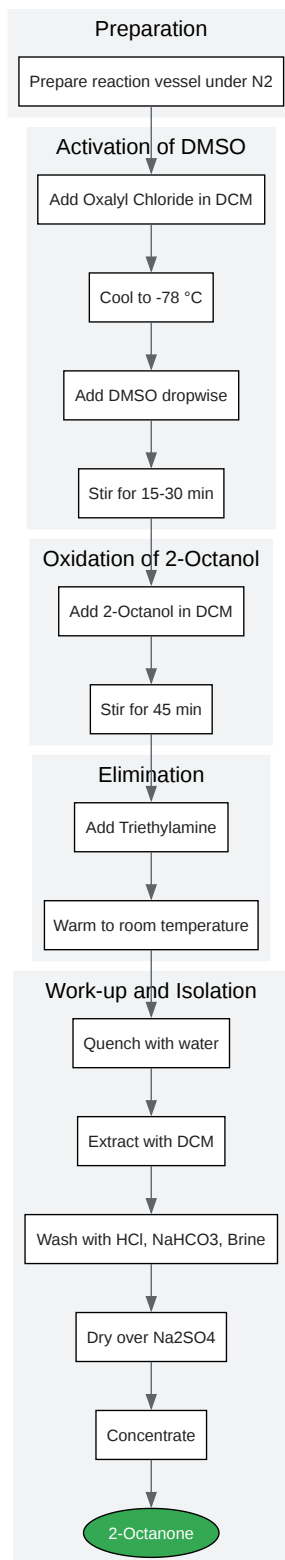 Preparation
Prepare reaction vessel under N2
Activation of DMSO
Add Oxalyl Chloride in DCM
Cool to -78 °C
Add DMSO dropwise
Stir for 15-30 min
Oxidation of 2-Octanol
Add 2-Octanol in DCM
Stir for 45 min
Elimination
Add Triethylamine
Warm to room temperature
Work-up and Isolation
Quench with water
Extract with DCM
Wash with HCl, NaHCO3, Brine
Dry over Na2SO4
Concentrate
2-Octanone